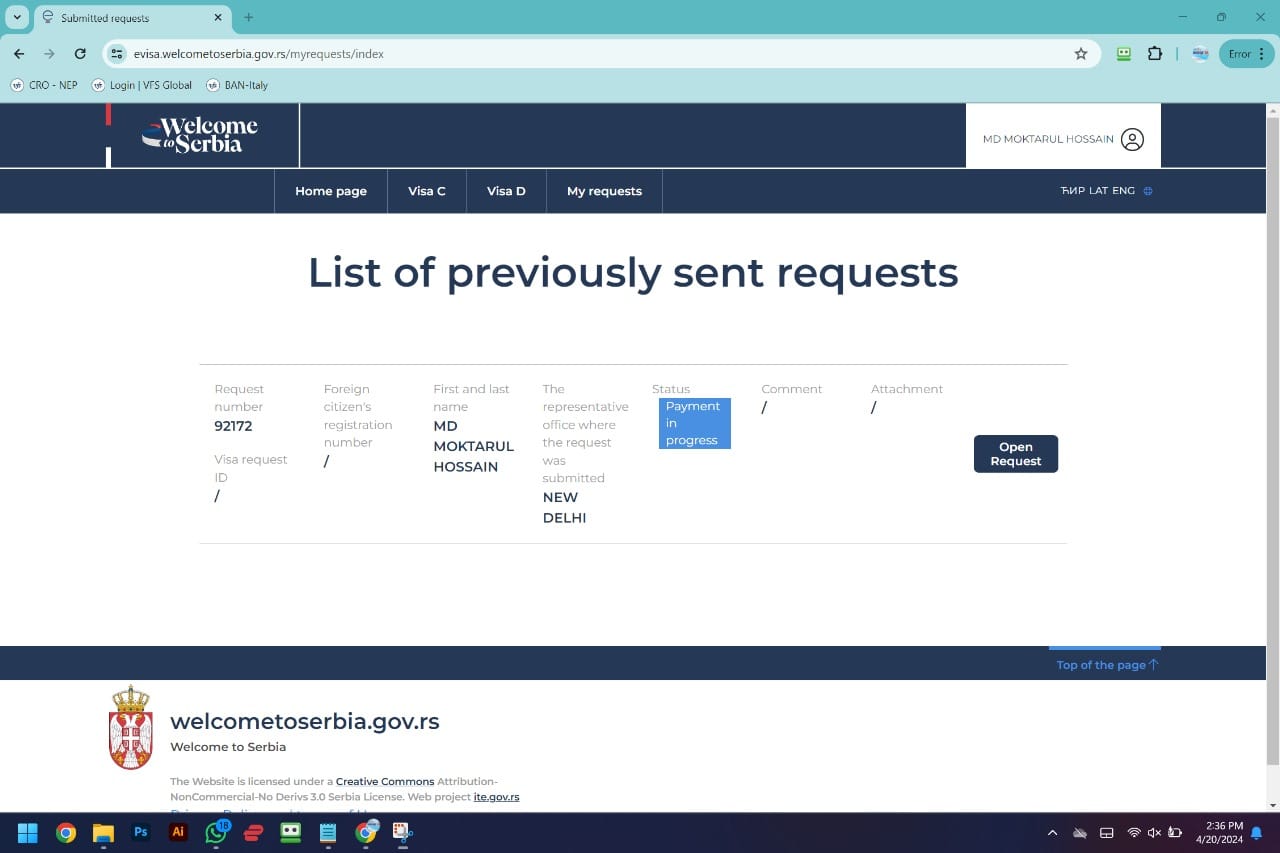 Submitted requests
evisa.welcometoserbia.gov.rs/myrequests/index
Error
CRO - NEP
Login | VFS Global
BAN-Italy
Welcome
to Serbia
MD MOKTARUL HOSSAIN
Home page
Visa C
Visa D
My requests
ЋИР LAT ENG
List of previously sent requests
Request
number
92172
Visa request
ID
/
Foreign
citizen's
registration
number
/
First and last
name
MD
MOKTARUL
HOSSAIN
The
representative
office where
the request
was
submitted
NEW
DELHI
Status
Payment
in
progress
Comment
/
Attachment
/
Open
Request
Top of the page
welcometoserbia.gov.rs
Welcome to Serbia
The Website is licensed under a Creative Commons Attribution-
NonCommercial-No Derivs 3.0 Serbia License. Web project ite.gov.rs
Ps
Ai
18
2:36 PM
4/20/2024